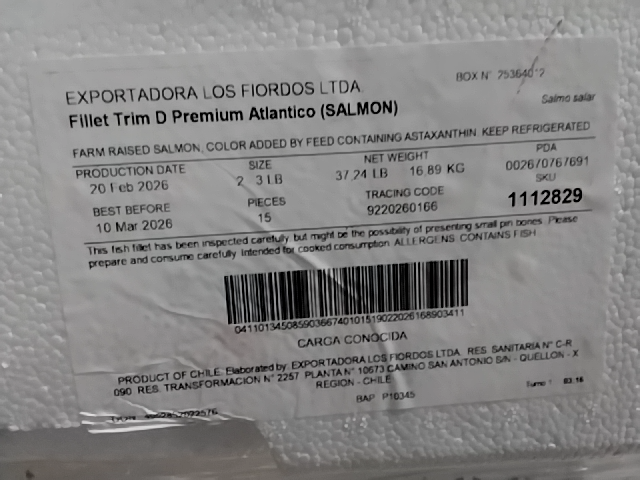 EXPORTADORA LOS FIORDOS LTDA.
BOX N°
Salmo salar
Fillet Trim D Premium Atlantico (SALMON)
FARM RAISED SALMON, COLOR ADDED BY FEED CONTAINING ASTAXANTHIN KEEP REFRIGERATED
PRODUCTION DATE SIZE NET WEIGHT PDA
20 Feb 2026 2 3 LB 37.24 LB 16.89 KG 002670767691
SKU
BEST BEFORE PIECES TRACING CODE
10 Mar 2026 15 9220260166 1112829
This fish fillet has been inspected carefully, but might be the possibility of presenting small pin bones. Please
prepare and consume carefully. Intended for cooked consumption. ALLERGENS: CONTAINS FISH
CARGA CONOCIDA
PRODUCT OF CHILE. Elaborated by: EXPORTADORA LOS FIORDOS LTDA. RES. SANITARIA N° C-R
090 RES. TRANSFORMACION N° 2257 PLANTA N° 10673 CAMINO SAN ANTONIO S/N - QUELLON - X
REGION - CHILE
BAP P10345